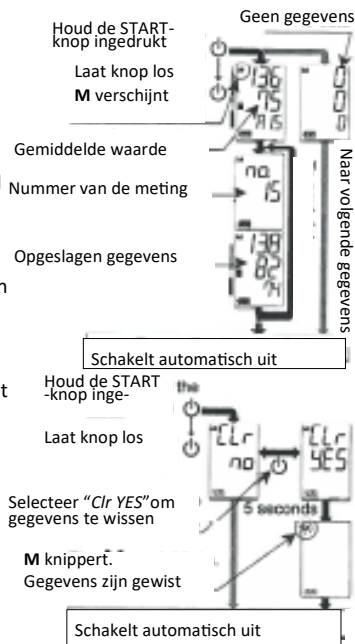 Geen gegevens
Houd de START-
knop ingedrukt
Laat knop los
M verschijnt
M
136
75
Gemiddelde waarde
no
15
Nummer van de meting
138
82
74
Opgeslagen gegevens
Naar volgende gegevens
Schakelt automatisch uit
Houd de START
-knop inge-
the
Laat knop los
CLr
no
CLr
YES
Selecteer “Clr YES”om
gegevens te wissen
5 seconds
M knippert.
Gegevens zijn gewist
Schakelt automatisch uit